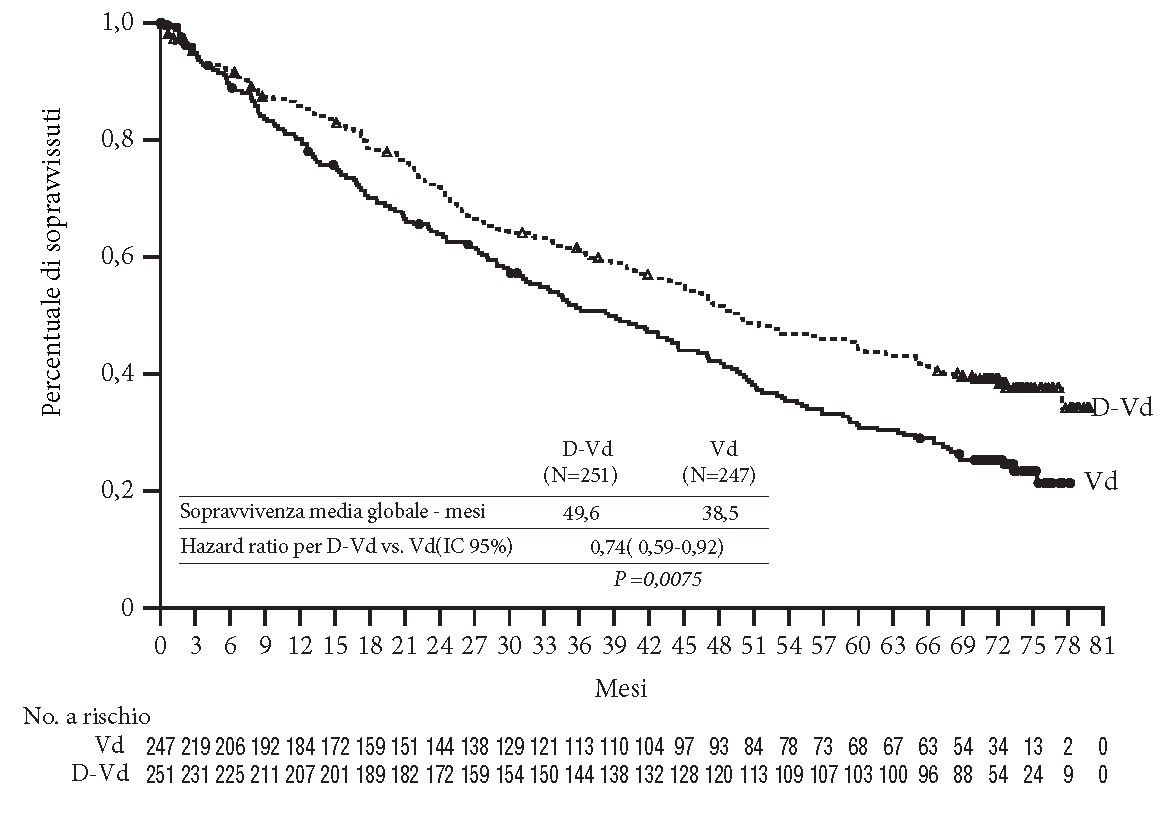 1,0
0,8
0,6
0,4
0,2
0
Percentuale di sopravvissuti
D-Vd
Vd
D-Vd Vd
(N=251) (N=247)
Sopravvivenza media globale - mesi 49,6 38,5
Hazard ratio per D-Vd vs. Vd(IC 95%) 0,74( 0,59-0,92)
P =0,0075
0 3 6 9 12 15 18 21 24 27 30 33 36 39 42 45 48 51 54 57 60 63 66 69 72 75 78 81
Mesi
No. a rischio
Vd 247 219 206 192 184 172 159 151 144 138 129 121 113 110 104 97 93 84 78 73 68 67 63 54 34 13 2 0
D-Vd 251 231 225 211 207 201 189 182 172 159 154 150 144 138 132 128 120 113 109 107 103 100 96 88 54 24 9 0